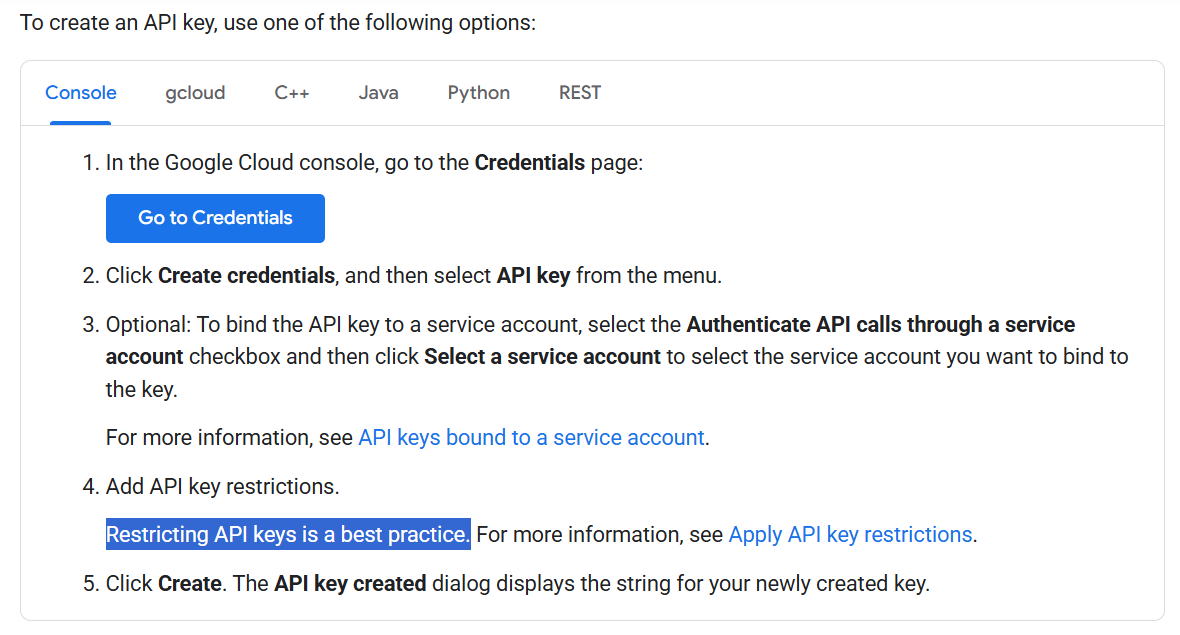 To create an API key, use one of the following options:
Console gcloud C++ Java Python REST
1. In the Google Cloud console, go to the Credentials page:
Go to Credentials
2. Click Create credentials, and then select API key from the menu.
3. Optional: To bind the API key to a service account, select the Authenticate API calls through a service
account checkbox and then click Select a service account to select the service account you want to bind to
the key.
For more information, see API keys bound to a service account.
4. Add API key restrictions.
Restricting API keys is a best practice. For more information, see Apply API key restrictions.
5. Click Create. The API key created dialog displays the string for your newly created key.